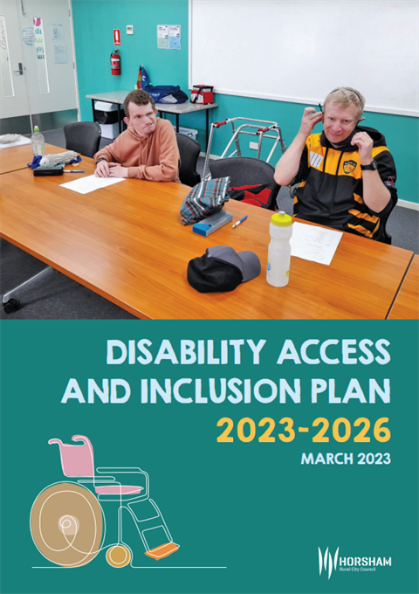 DISABILITY ACCESS
AND INCLUSION PLAN
2023-2026
MARCH 2023
HORSHAM
Rural City Council